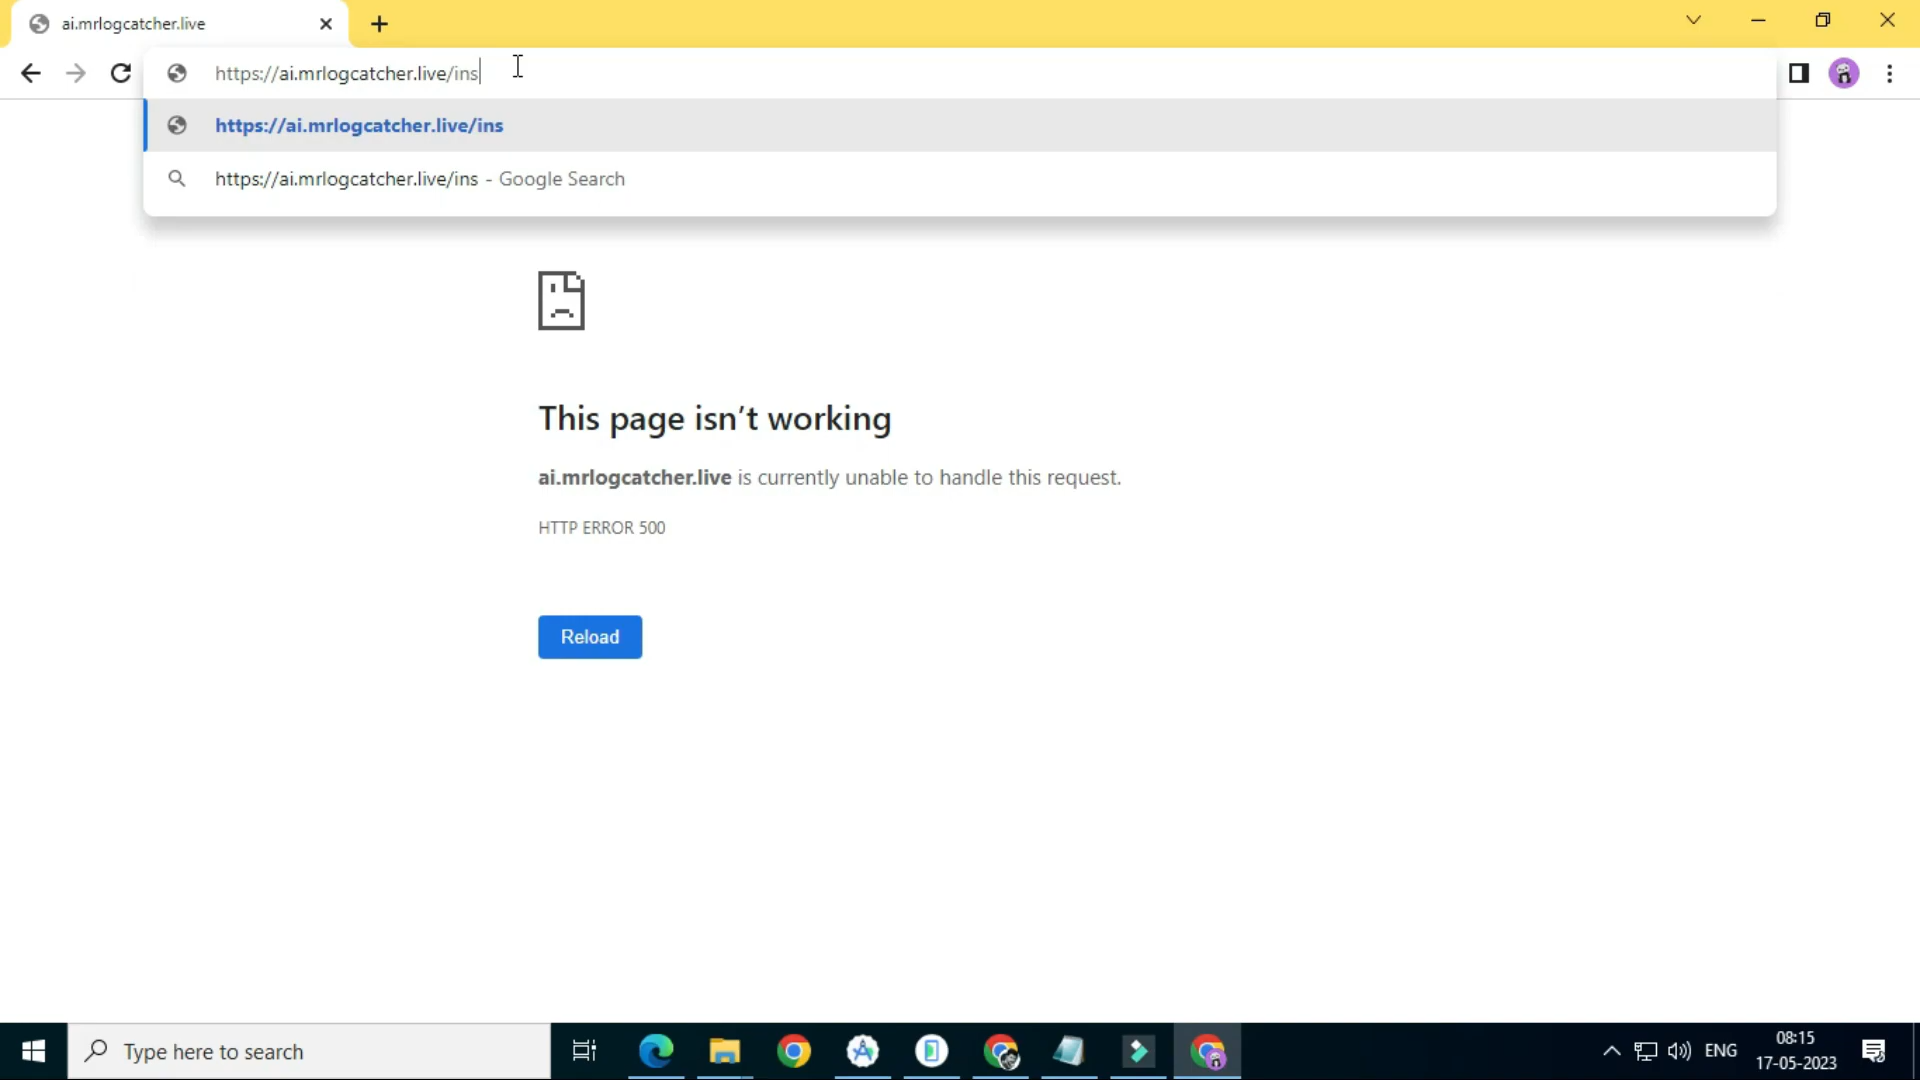 ai.mrlogcatcher.live
https://ai.mrlogcatcher.live/ins
https://ai.mrlogcatcher.live/ins
https://ai.mrlogcatcher.live/ins - Google Search
This page isn’t working
ai.mrlogcatcher.live is currently unable to handle this request.
HTTP ERROR 500
Reload
Type here to search
ENG
08:15
17-05-2023